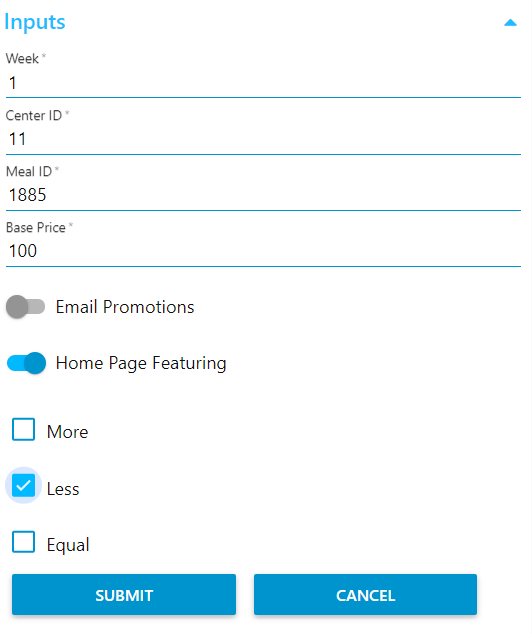 Inputs
Week *
1
Center ID *
11
Meal ID *
1885
Base Price *
100
Email Promotions
Home Page Featuring
More
Less
Equal
SUBMIT CANCEL